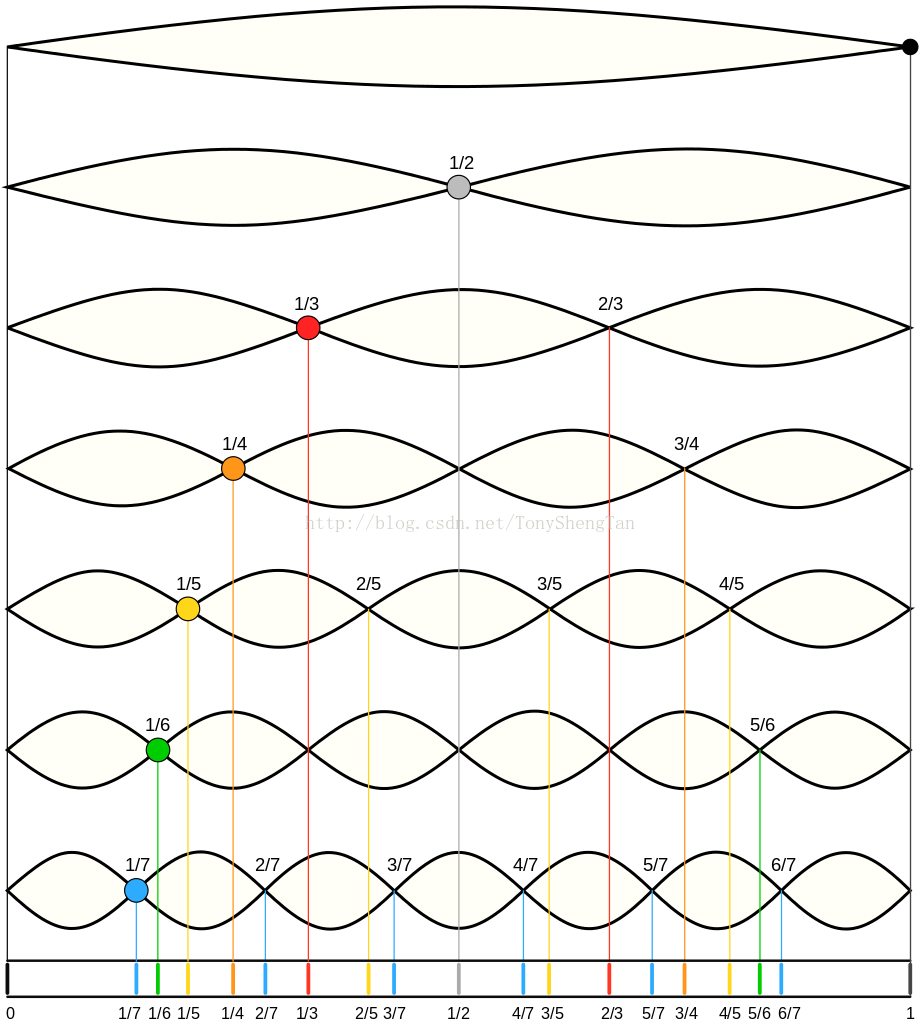 1/2
1/3 2/3
1/4 3/4
http://blog.csdn.net/TonyShengTan
1/5 2/5 3/5 4/5
1/6 5/6
1/7 2/7 3/7 4/7 5/7 6/7
0 1/7 1/6 1/5 1/4 2/7 1/3 2/5 3/7 1/2 4/7 3/5 2/3 5/7 3/4 4/5 5/6 6/7 1